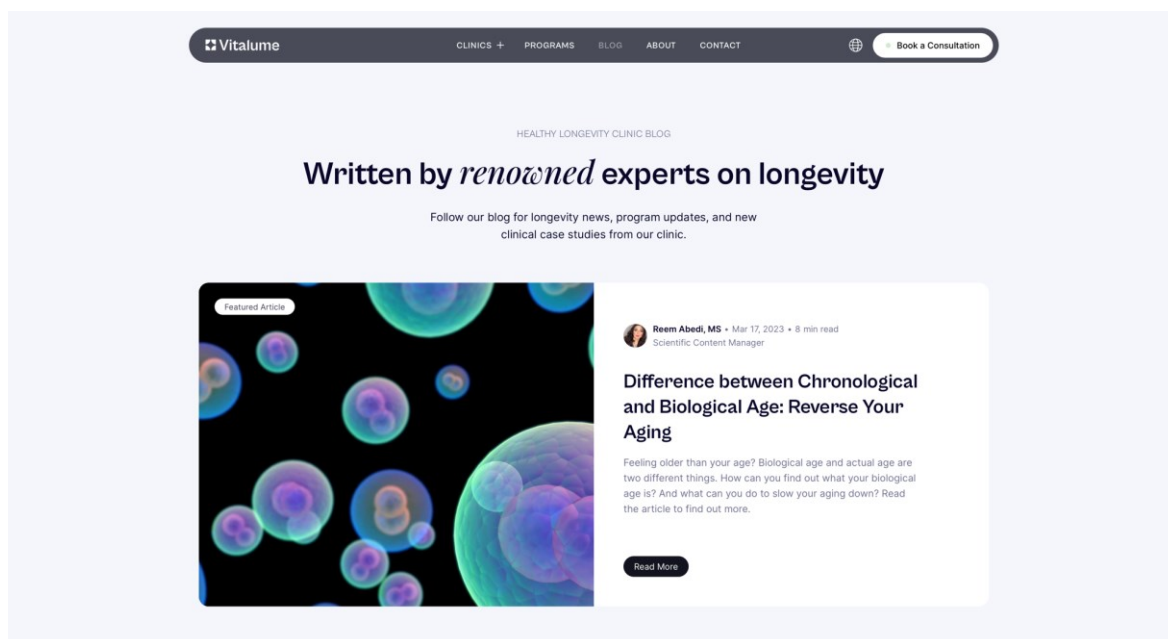 Vitalume
CLINICS +
PROGRAMS
BLOG
ABOUT
CONTACT
Book a Consultation
HEALTHY LONGEVITY CLINIC BLOG
Written by renowned experts on longevity
Follow our blog for longevity news, program updates, and new
clinical case studies from our clinic.
Featured Article
Reem Abedi, MS • Mar 17, 2023 • 8 min read
Scientific Content Manager
Difference between Chronological
and Biological Age: Reverse Your
Aging
Feeling older than your age? Biological age and actual age are
two different things. How can you find out what your biological
age is? And what can you do to slow your aging down? Read
the article to find out more.
Read More